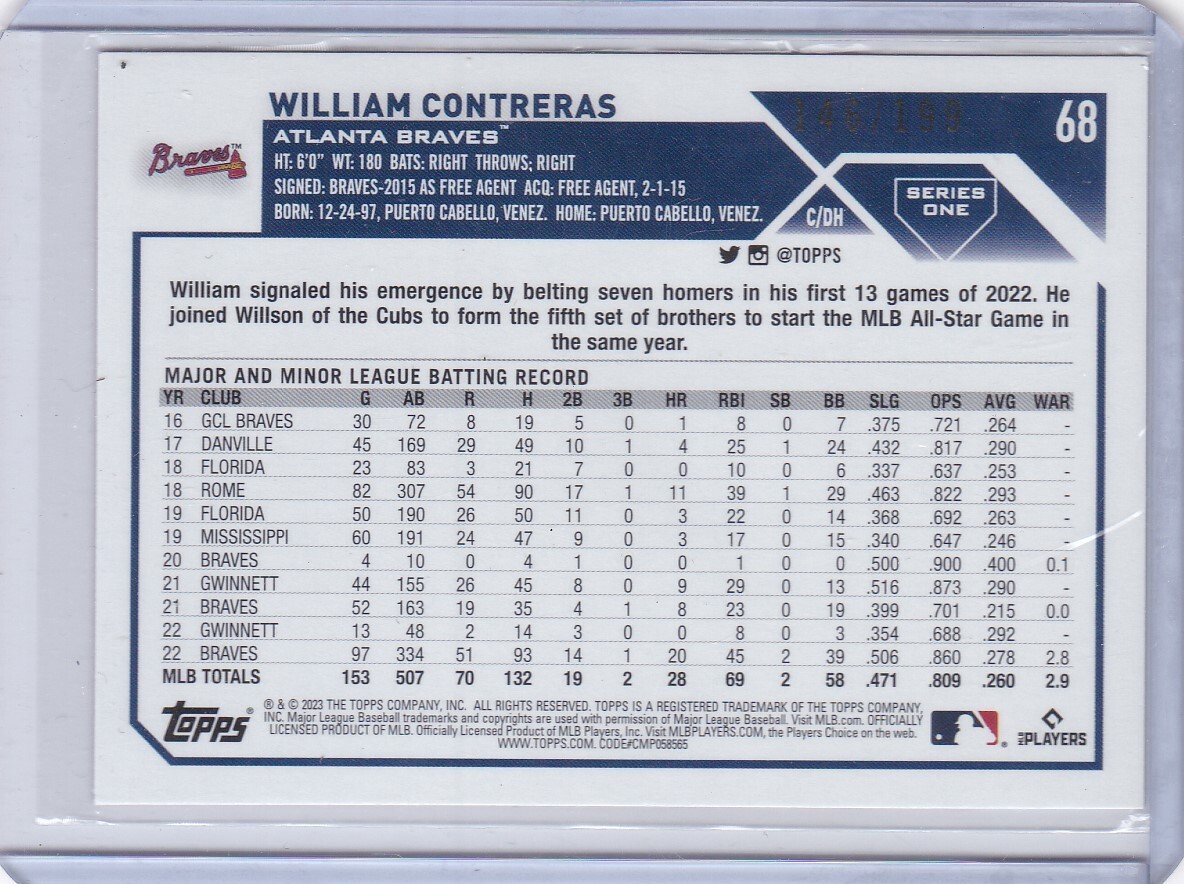 WILLIAM CONTRERAS
146/199
68
ATLANTA BRAVES™
Braves™
HT: 6'0" WT: 180 BATS: RIGHT THROWS: RIGHT
SIGNED: BRAVES-2015 AS FREE AGENT ACQ: FREE AGENT, 2-1-15
BORN: 12-24-97, PUERTO CABELLO, VENEZ. HOME: PUERTO CABELLO, VENEZ.
C/DH
SERIES
ONE
@TOPPS
William signaled his emergence by belting seven homers in his first 13 games of 2022. He
joined Willson of the Cubs to form the fifth set of brothers to start the MLB All-Star Game in
the same year.
MAJOR AND MINOR LEAGUE BATTING RECORD
YR CLUB G AB R H 2B 3B HR RBI SB BB SLG OPS AVG WAR
16 GCL BRAVES 30 72 8 19 5 0 1 8 0 7 .375 .721 .264 -
17 DANVILLE 45 169 29 49 10 1 4 25 1 24 .432 .817 .290 -
18 FLORIDA 23 83 3 21 7 0 0 10 0 6 .337 .637 .253 -
18 ROME 82 307 54 90 17 1 11 39 1 29 .463 .822 .293 -
19 FLORIDA 50 190 26 50 11 0 3 22 0 14 .368 .692 .263 -
19 MISSISSIPPI 60 191 24 47 9 0 3 17 0 15 .340 .647 .246 -
20 BRAVES 4 10 0 4 1 0 0 1 0 0 .500 .900 .400 0.1
21 GWINNETT 44 155 26 45 8 0 9 29 0 13 .516 .873 .290 -
21 BRAVES 52 163 19 35 4 1 8 23 0 19 .399 .701 .215 0.0
22 GWINNETT 13 48 2 14 3 0 0 8 0 3 .354 .688 .292 -
22 BRAVES 97 334 51 93 14 1 20 45 2 39 .506 .860 .278 2.8
MLB TOTALS 153 507 70 132 19 2 28 69 2 58 .471 .809 .260 2.9
TOPPS®
® & © 2023 THE TOPPS COMPANY, INC. ALL RIGHTS RESERVED. TOPPS IS A REGISTERED TRADEMARK OF THE TOPPS COMPANY,
INC. Major League Baseball trademarks and copyrights are used with permission of Major League Baseball. Visit MLB.com. OFFICIALLY
LICENSED PRODUCT OF MLB. Officially Licensed Product of MLB Players, Inc. Visit MLBPLAYERS.COM, the Players Choice on the web.
WWW.TOPPS.COM. CODE#CMP058565
MLB PLAYERS